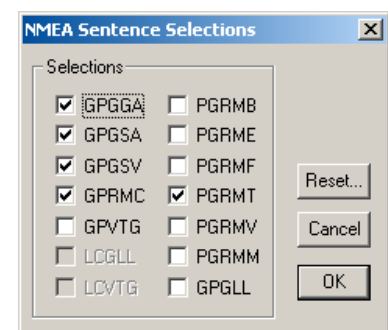 NMEA Sentence Selections
Selections
GPGGA PGRMB
GPGSA PGRME
GPGSV PGRMF
GPRMC PGRMT
GPVTG PGRMV
LCGLL PGRMM
LCVTG GPGLL
Reset...
Cancel
OK